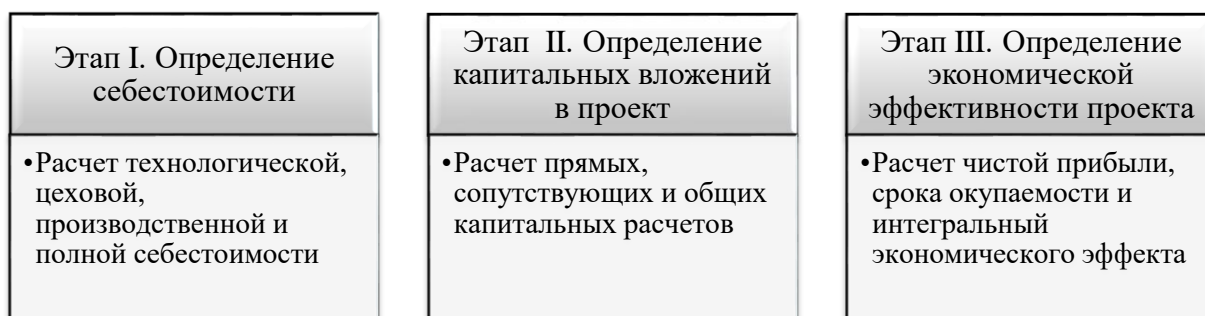 Этап I. Определение
себестоимости
•Расчет технологической,
цеховой,
производственной и
полной себестоимости
Этап  II. Определение
капитальных вложений
в проект
•Расчет прямых,
сопутствующих и общих
капитальных расчетов
Этап III. Определение
экономической
эффективности проекта
•Расчет чистой прибыли,
срока окупаемости и
интегральный
экономического эффекта